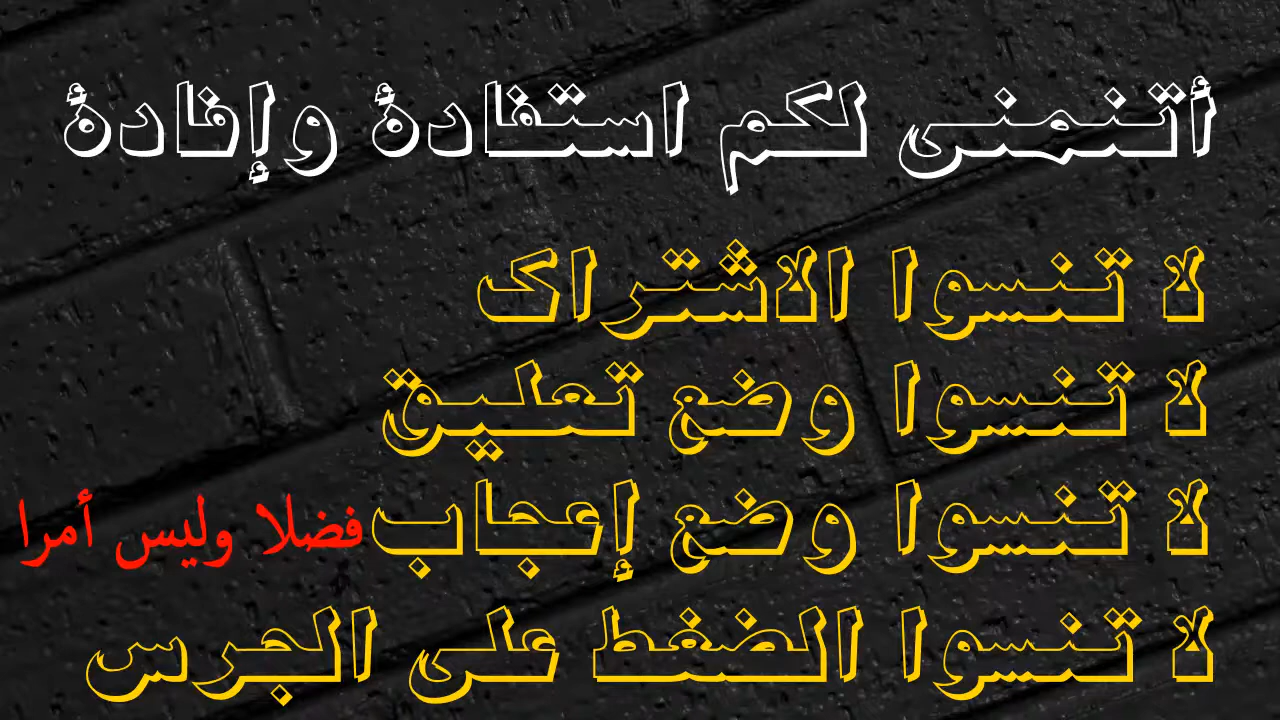 أتنمنى لكم استفادة وإفادة
لا تنسوا الاشتراك
لا تنسوا وضع تعليق
لا تنسوا وضع إعجاب فضلا وليس أمرا
لا تنسوا الضغط على الجرس